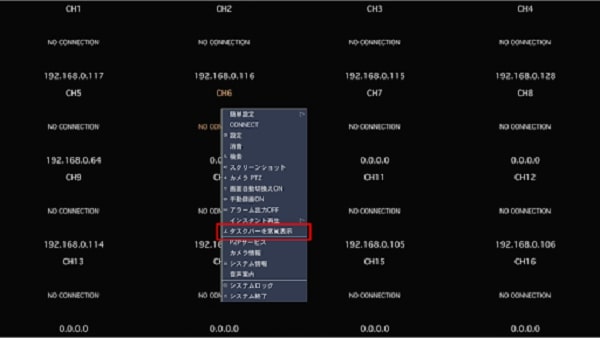 CH1 CH2 CH3 CH4
NO CONNECTION NO CONNECTION NO CONNECTION NO CONNECTION
192.168.0.117 192.168.0.116 192.168.0.115 192.168.0.128
CH5 CH6 CH7 CH8
簡単設定
CONNECT
NO CONNECTION NO CONNECTION NO CONNECTION
設定
消音
検索
192.168.0.64 0.0.0.0 0.0.0.0
スクリーンショット
CH9 カメラ PTZ CH11 CH12
画面自動切換えON
手動録画ON
NO CONNECTION アラーム出力OFF NO CONNECTION NO CONNECTION
インスタント再生
タスクバーを常に表示
192.168.0.114 P2Pサービス 192.168.0.105 192.168.0.106
カメラ情報
CH13 システム情報 CH15 CH16
音声案内
システムロック
NO CONNECTION システム終了 NO CONNECTION NO CONNECTION
0.0.0.0 0.0.0.0 0.0.0.0 0.0.0.0